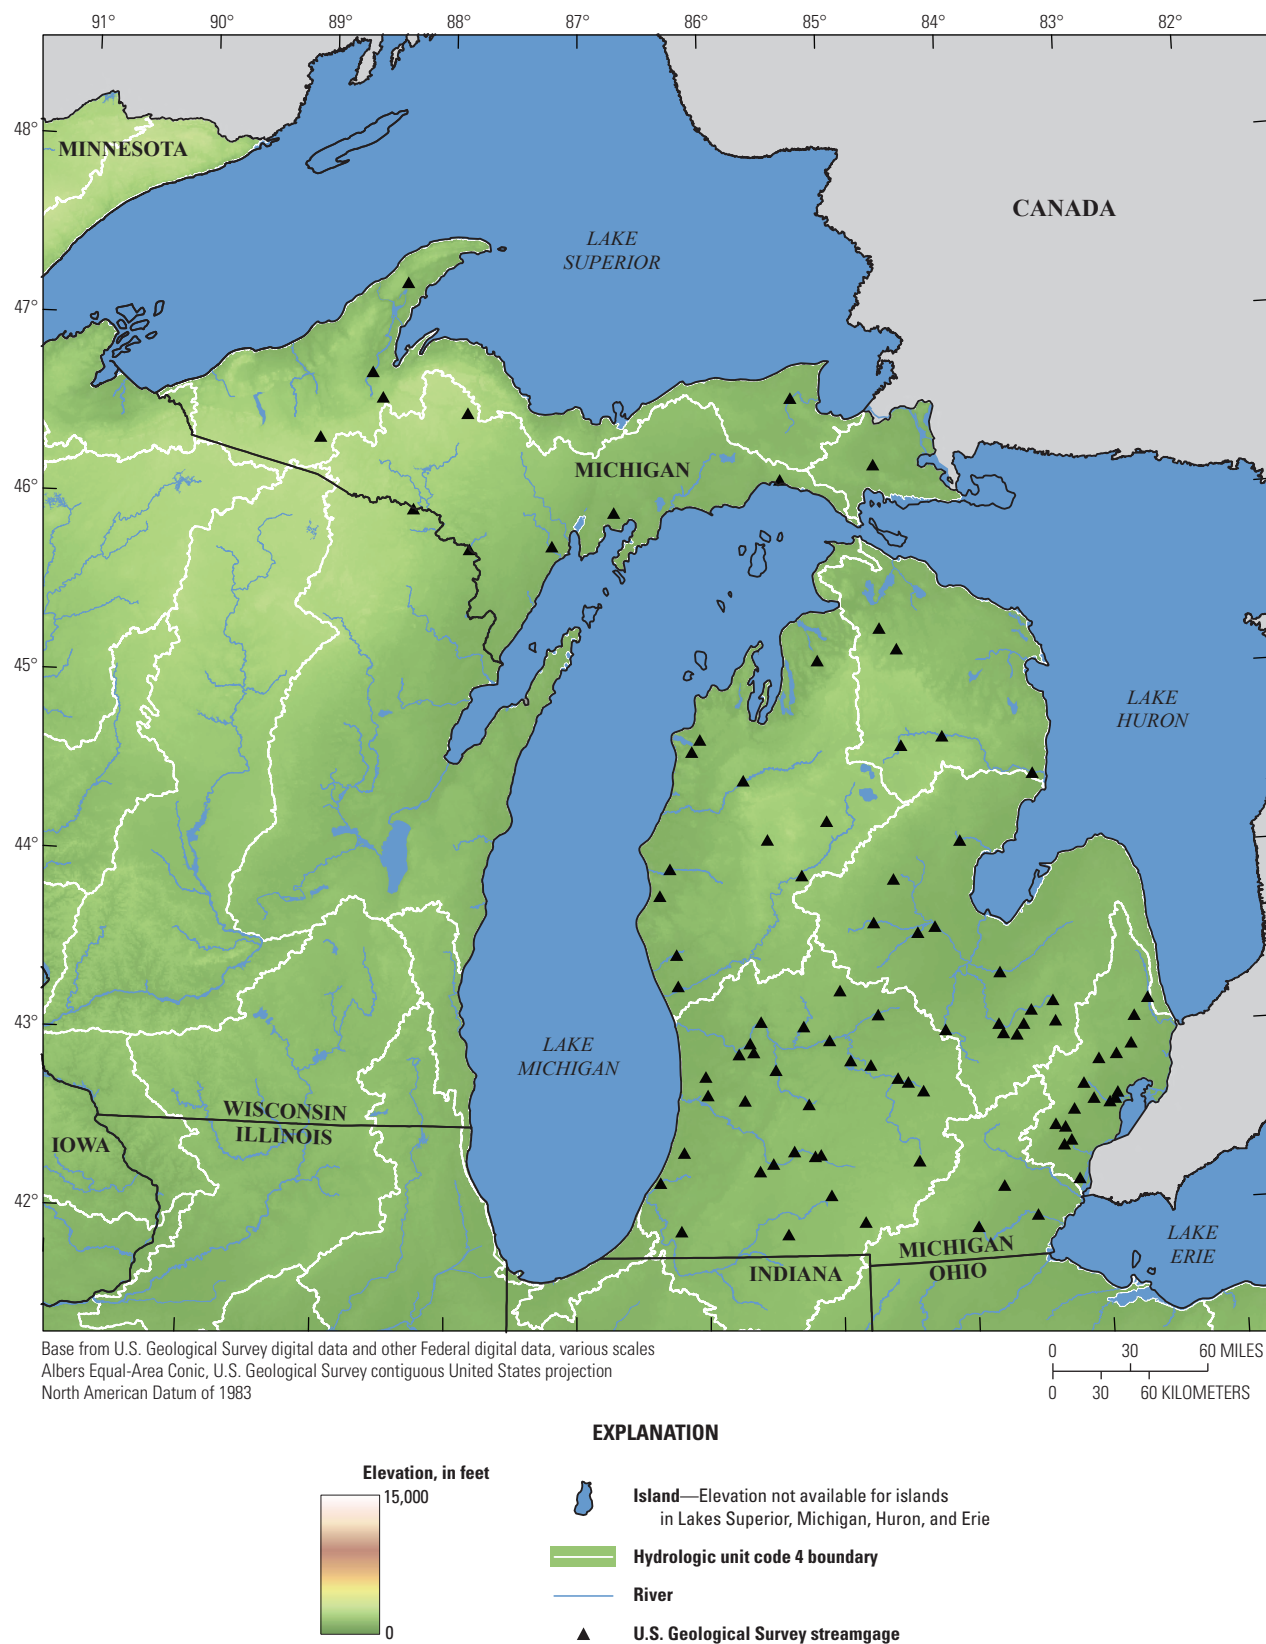 91° 90° 89° 88° 87° 86° 85° 84° 83° 82°
48°
MINNESOTA
CANADA
LAKE
SUPERIOR
47°
MICHIGAN
46°
45°
LAKE
HURON
44°
43°
LAKE
MICHIGAN
WISCONSIN
ILLINOIS
IOWA
42°
LAKE
ERIE
MICHIGAN
OHIO
INDIANA
Base from U.S. Geological Survey digital data and other Federal digital data, various scales
Albers Equal-Area Conic, U.S. Geological Survey contiguous United States projection
North American Datum of 1983
0 30 60 MILES
0 30 60 KILOMETERS
EXPLANATION
Elevation, in feet
15,000
0
Island—Elevation not available for islands
in Lakes Superior, Michigan, Huron, and Erie
Hydrologic unit code 4 boundary
River
U.S. Geological Survey streamgage